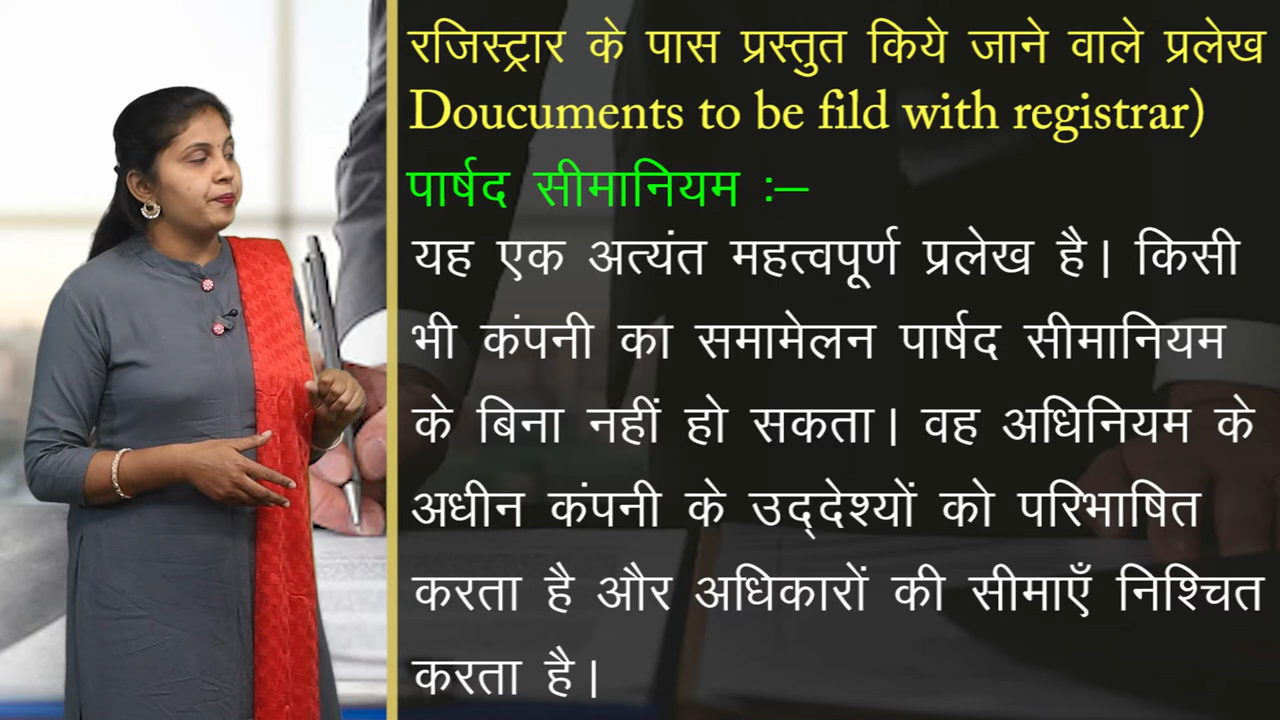 रजिस्ट्रार के पास प्रस्तुत किये जाने वाले प्रलेख
Doucuments to be fild with registrar)
पार्षद सीमानियम :–
यह एक अत्यंत महत्वपूर्ण प्रलेख है। किसी
भी कंपनी का समामेलन पार्षद सीमानियम
के बिना नहीं हो सकता। वह अधिनियम के
अधीन कंपनी के उद्देश्यों को परिभाषित
करता है और अधिकारों की सीमाएँ निश्चित
करता है।